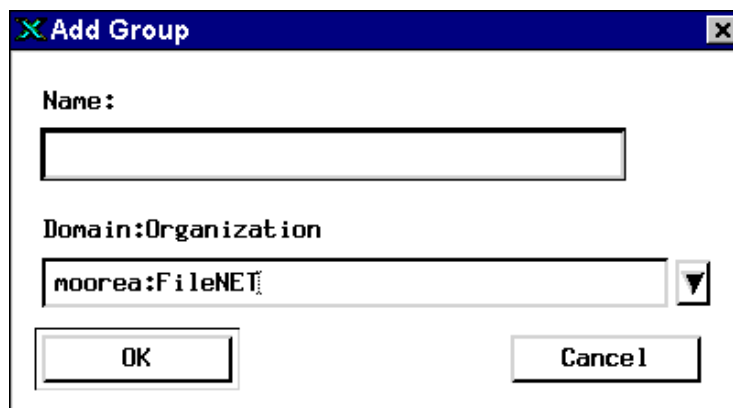 Add Group
Name:
Domain:Organization
moorea:FileNET
OK
Cancel